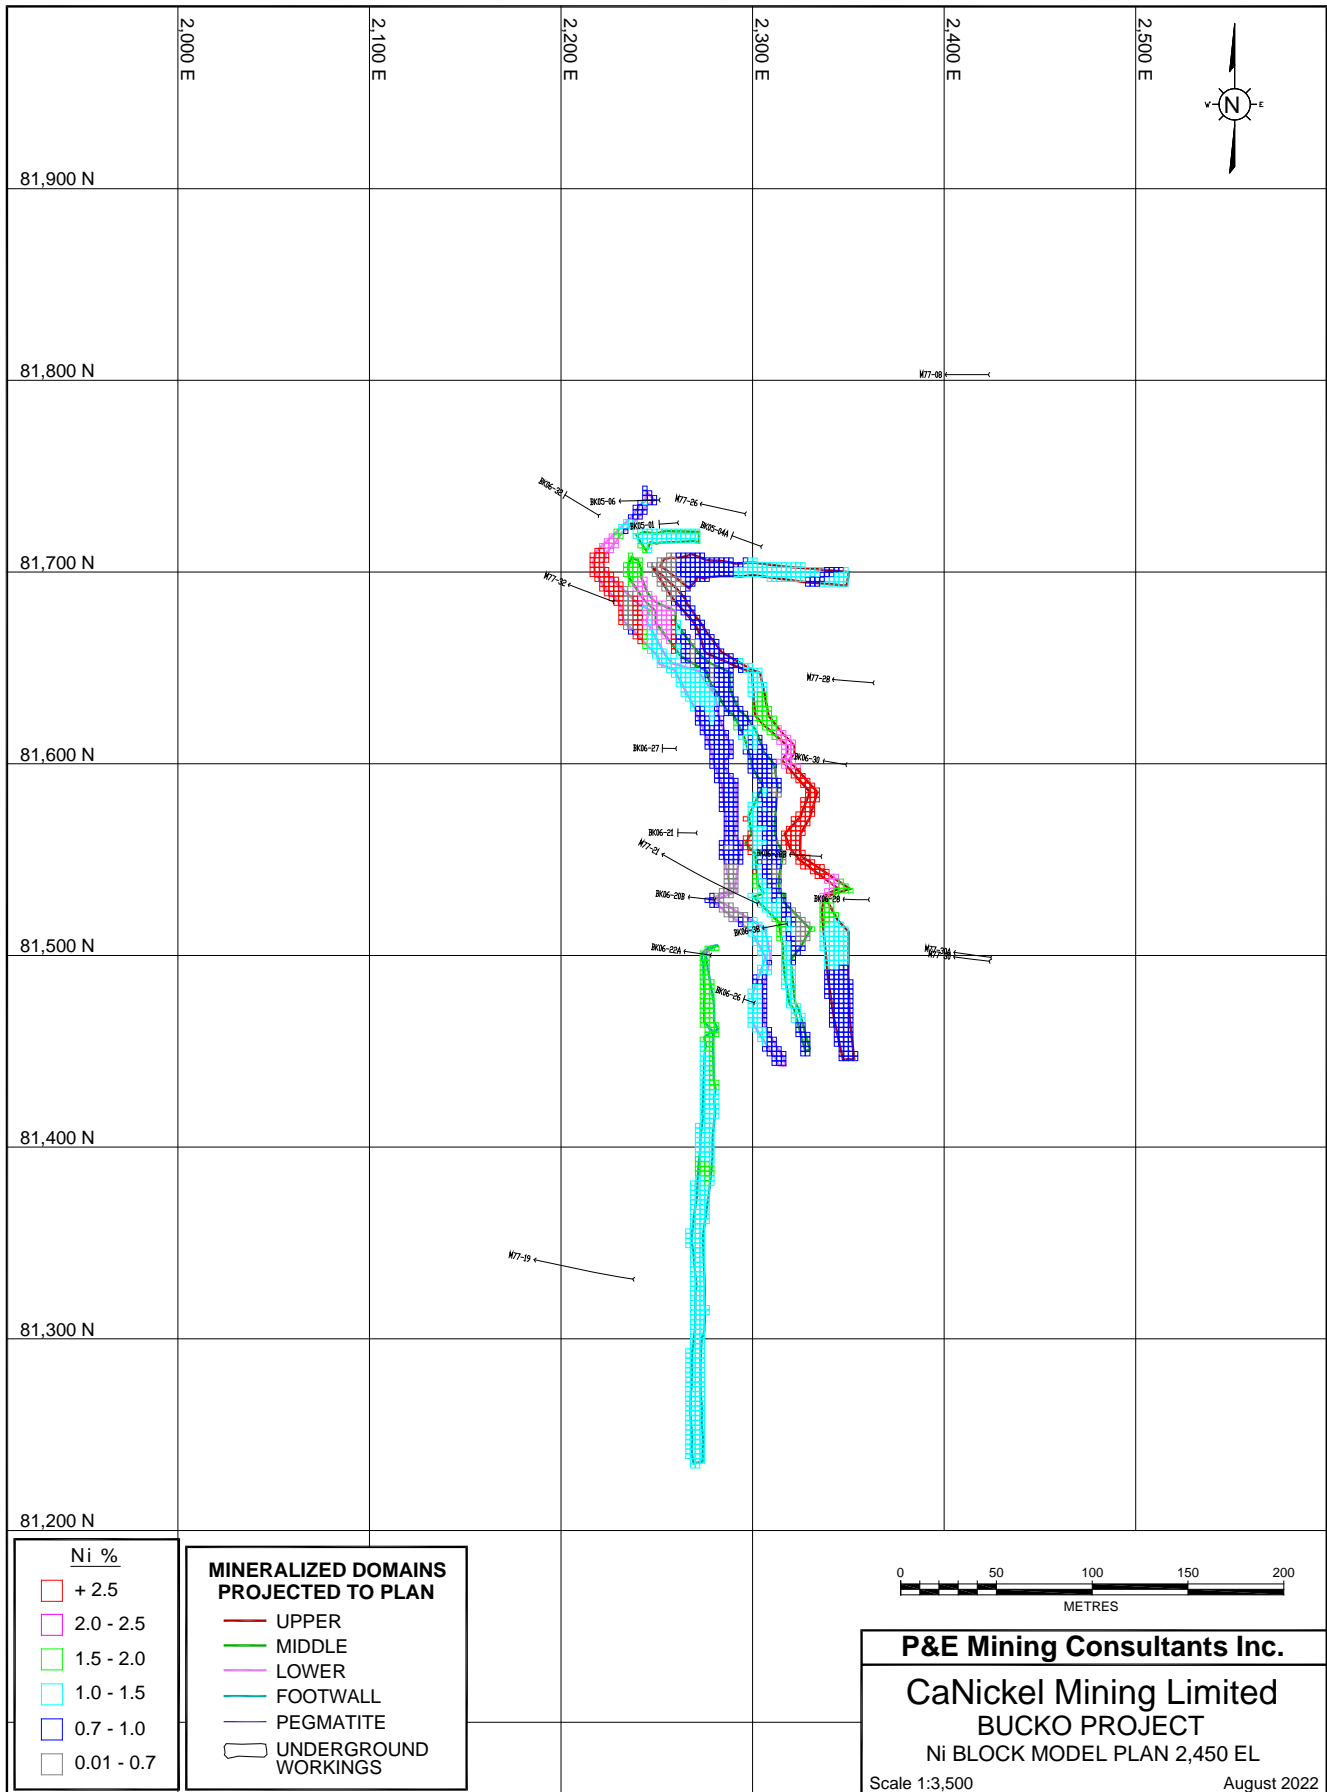 2,000 E
2,100 E
2,200 E
2,300 E
2,400 E
2,500 E
W
N
E
81,900 N
81,800 N
M77-08
BK06-32
BK05-06
M77-26
BK05-01
BK05-04A
81,700 N
M77-32
M77-28
81,600 N
BK06-27
BK06-30
BK06-21
M77-21
BK06-20B
BK06-28
81,500 N
BK06-22A
M77-30A
BK06-26
81,400 N
M77-19
81,300 N
81,200 N
Ni %
+ 2.5
2.0 - 2.5
1.5 - 2.0
1.0 - 1.5
0.7 - 1.0
0.01 - 0.7
MINERALIZED DOMAINS
PROJECTED TO PLAN
UPPER
MIDDLE
LOWER
FOOTWALL
PEGMATITE
UNDERGROUND
WORKINGS
0 50 100 150 200
METRES
P&E Mining Consultants Inc.
CaNickel Mining Limited
BUCKO PROJECT
Ni BLOCK MODEL PLAN 2,450 EL
Scale 1:3,500 August 2022